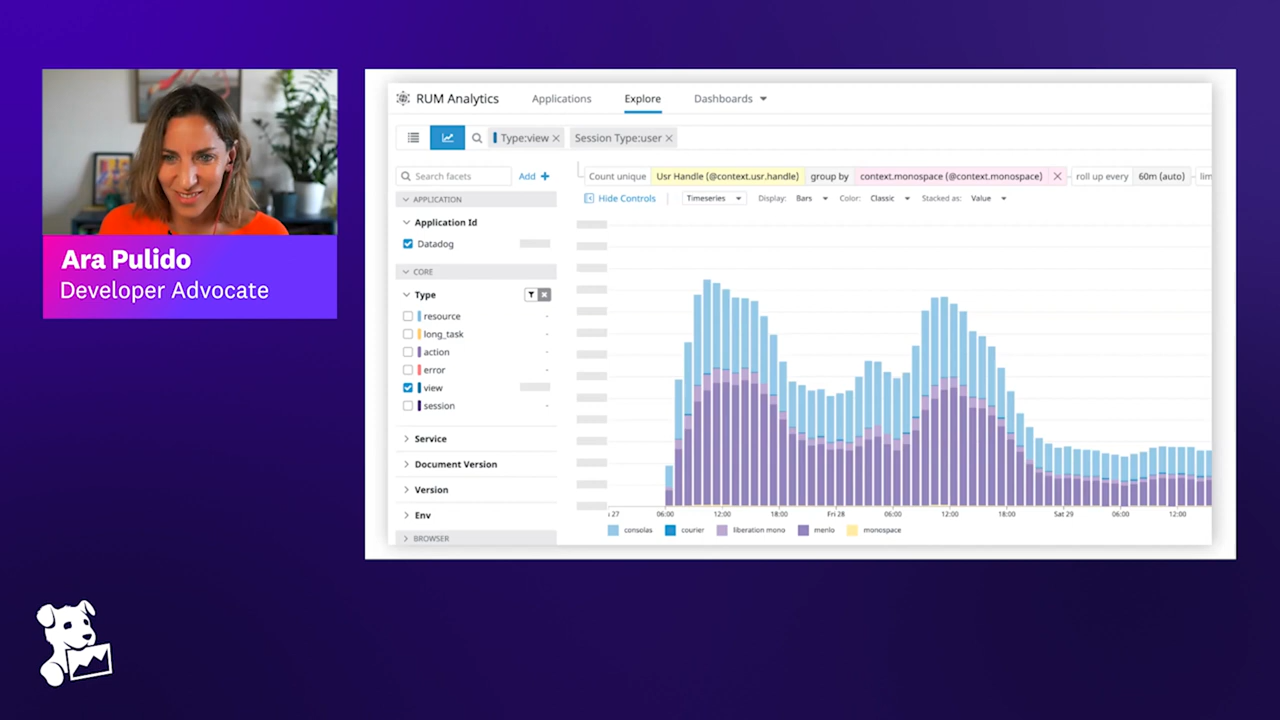 Ara Pulido
Developer Advocate
RUM Analytics Applications Explore Dashboards
Type:view Session Type:user
Search facets Add +
Count unique Usr Handle (@context.usr.handle) group by context.monospace (@context.monospace) roll up every 60m (auto) lim
Hide Controls Timeseries Display: Bars Color: Classic Stacked as: Value
APPLICATION
Application Id
Datadog
CORE
Type
resource -
long_task -
action -
error -
view
session -
Service
Document Version
Version
Env
BROWSER
27 06:00 12:00 18:00 Fri 28 06:00 12:00 18:00 Sat 29 06:00 12:00
consolas courier liberation mono menlo monospace